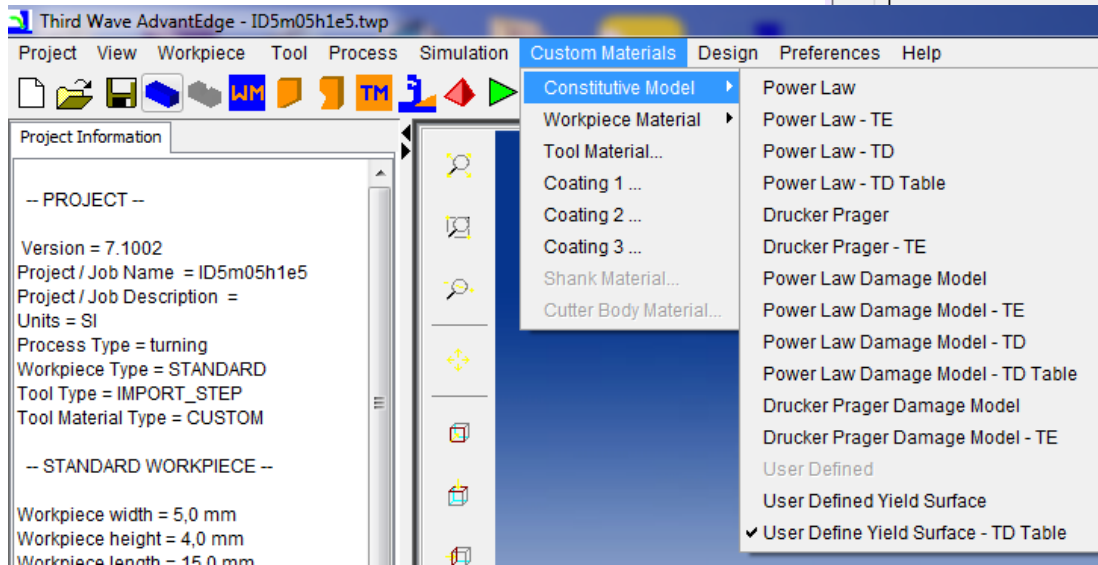 Third Wave AdvantEdge - ID5m05h1e5.twp
Project View Workpiece Tool Process Simulation Custom Materials Design Preferences Help
WM TM
Project Information
-- PROJECT --
Version = 7.1002
Project / Job Name = ID5m05h1e5
Project / Job Description =
Units = SI
Process Type = turning
Workpiece Type = STANDARD
Tool Type = IMPORT_STEP
Tool Material Type = CUSTOM
-- STANDARD WORKPIECE --
Workpiece width = 5,0 mm
Workpiece height = 4,0 mm
Workpiece length = 15,0 mm
Constitutive Model
Workpiece Material
Tool Material...
Coating 1 ...
Coating 2 ...
Coating 3 ...
Shank Material...
Cutter Body Material...
Power Law
Power Law - TE
Power Law - TD
Power Law - TD Table
Drucker Prager
Drucker Prager - TE
Power Law Damage Model
Power Law Damage Model - TE
Power Law Damage Model - TD
Power Law Damage Model - TD Table
Drucker Prager Damage Model
Drucker Prager Damage Model - TE
User Defined
User Defined Yield Surface
User Define Yield Surface - TD Table